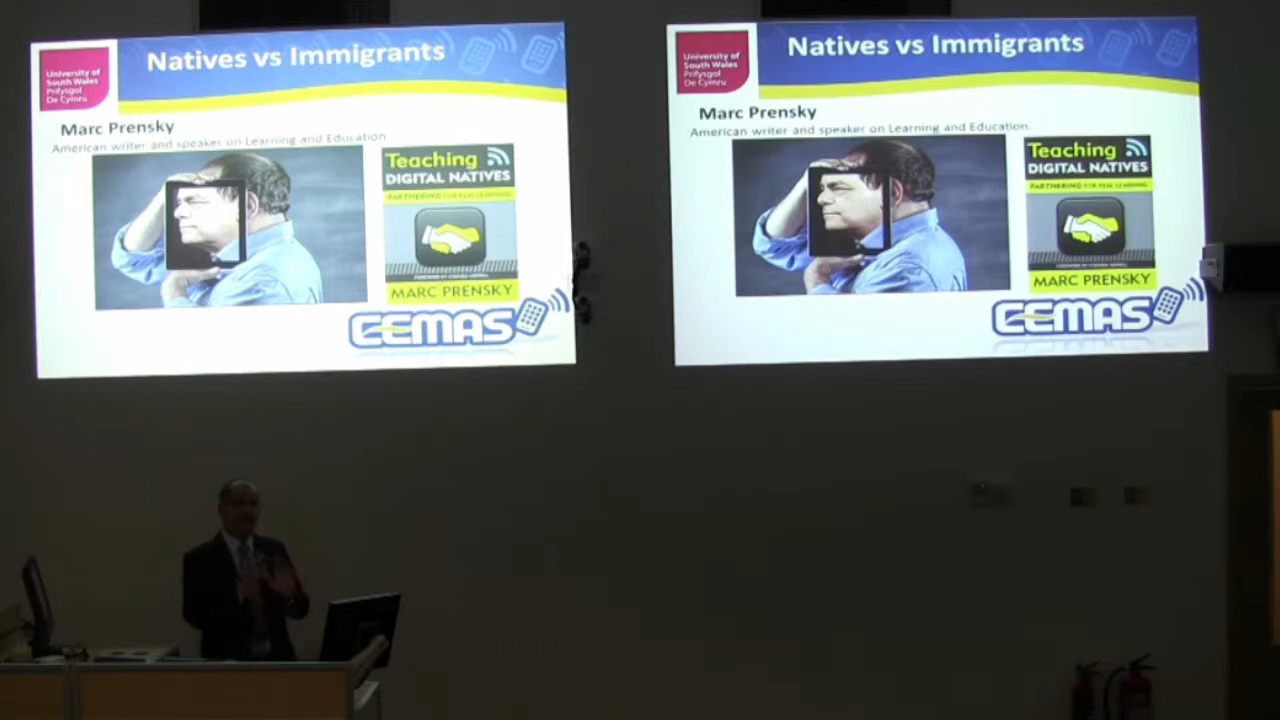 Natives vs Immigrants
University of
South Wales
Prifysgol
De Cymru
Marc Prensky
American writer and speaker on Learning and Education
Teaching
DIGITAL NATIVES
PARTNERING FOR REAL LEARNING
MARC PRENSKY
CEMAS
Natives vs Immigrants
University of
South Wales
Prifysgol
De Cymru
Marc Prensky
American writer and speaker on Learning and Education.
Teaching
DIGITAL NATIVES
PARTNERING FOR REAL LEARNING
MARC PRENSKY
CEMAS